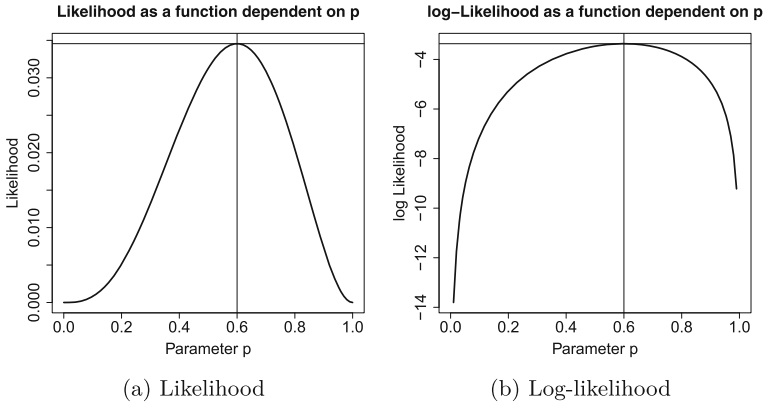 Likelihood as a function dependent on p
Likelihood
0.000 0.010 0.020 0.030
0.0 0.2 0.4 0.6 0.8 1.0
Parameter p
(a) Likelihood
log−Likelihood as a function dependent on p
log Likelihood
−14 −12 −10 −8 −6 −4
0.0 0.2 0.4 0.6 0.8 1.0
Parameter p
(b) Log-likelihood